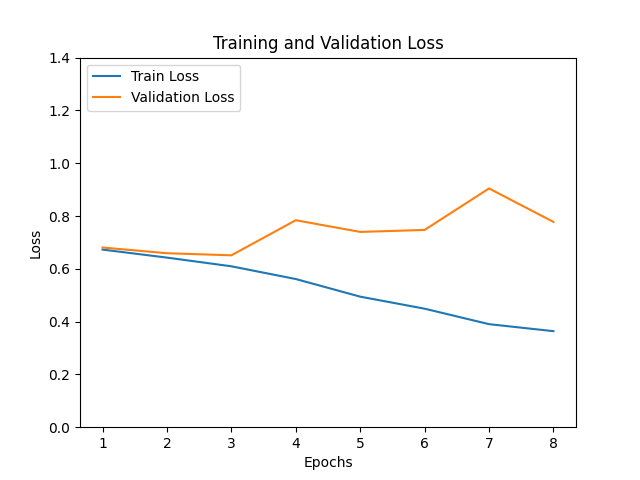 Training and Validation Loss
Train Loss
Validation Loss
1.4
1.2
1.0
0.8
0.6
0.4
0.2
0.0
Loss
1 2 3 4 5 6 7 8
Epochs